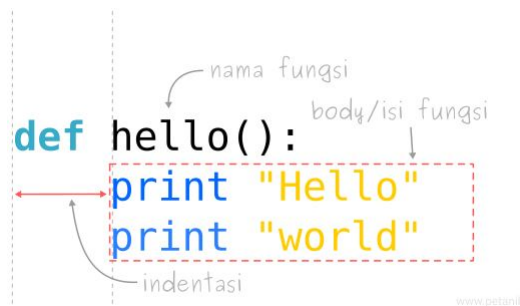 nama fungsi
body/isi fungsi
def hello():
print "Hello"
print "world"
indentasi